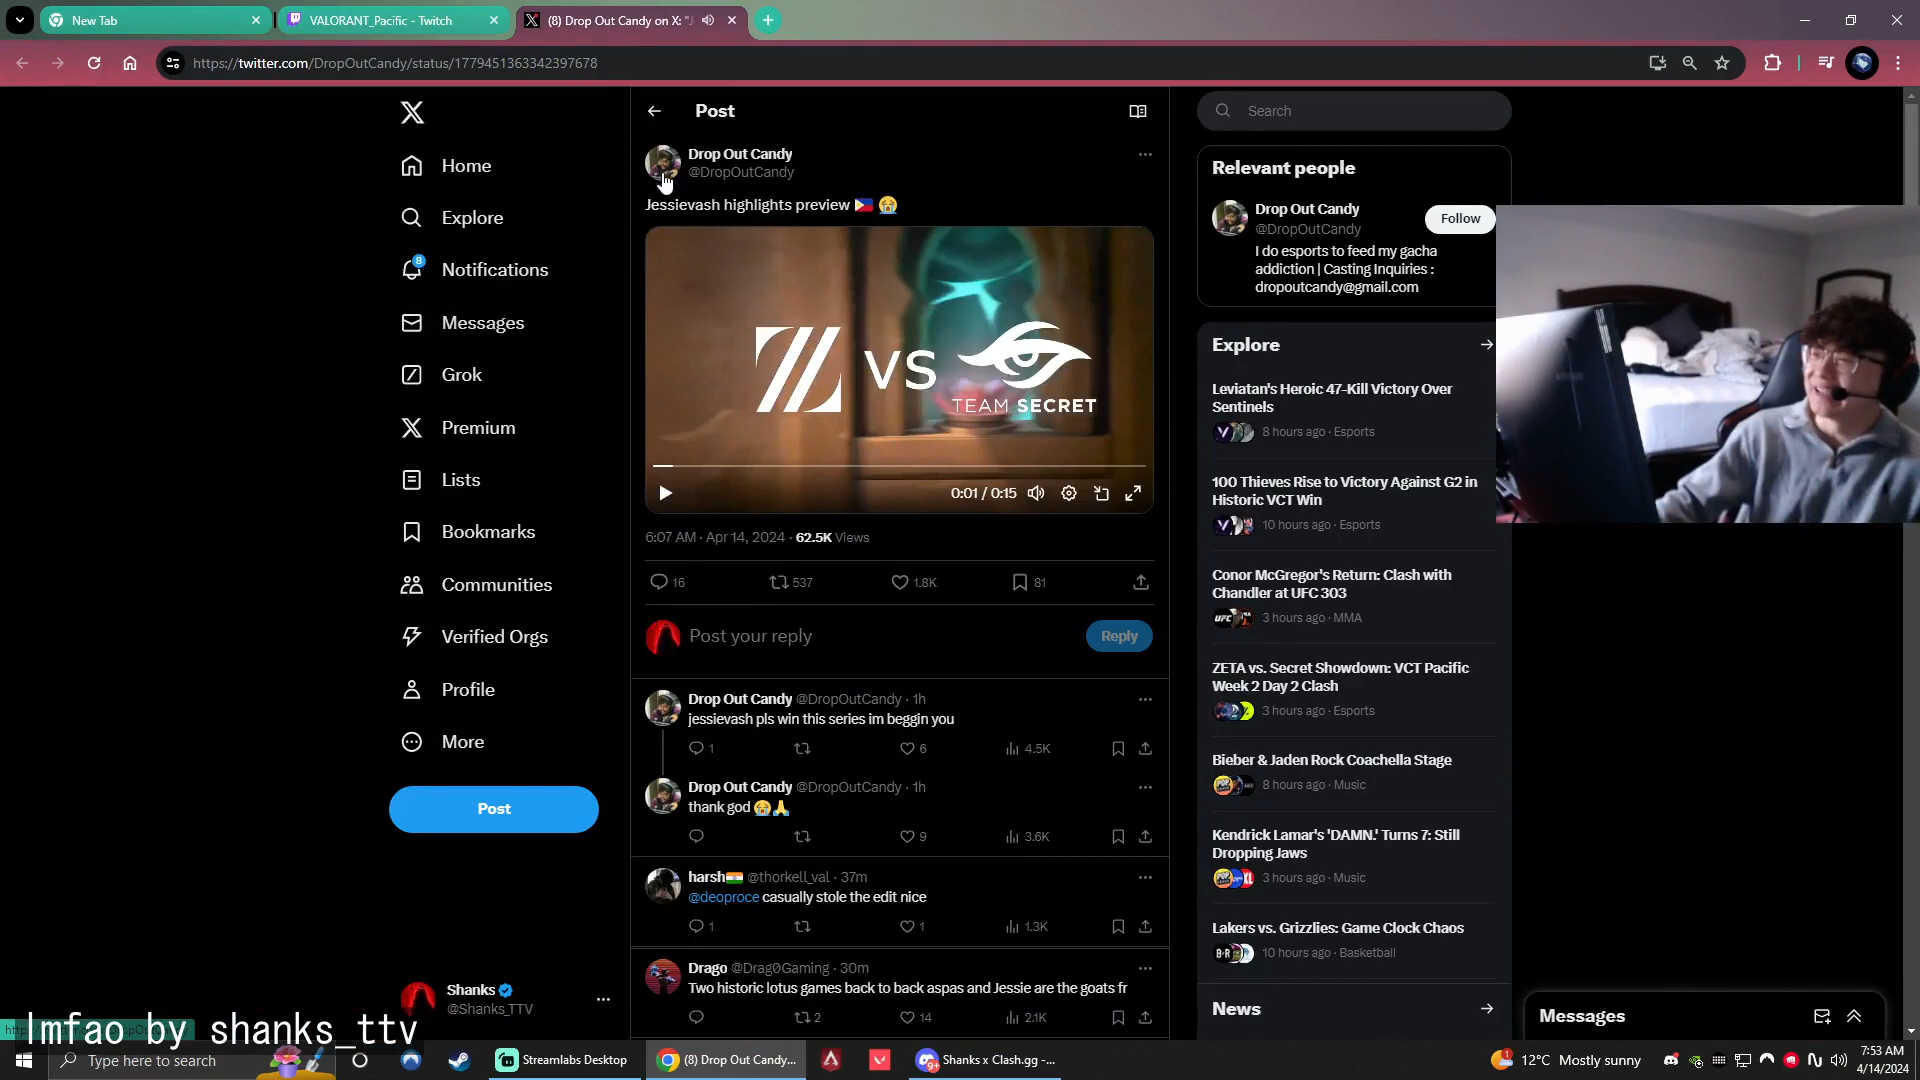 New Tab
VALORANT_Pacific - Twitch
(8) Drop Out Candy on X: "J
https://twitter.com/DropOutCandy/status/1779451363342397678
Home
Explore
8
Notifications
Messages
Grok
Premium
Lists
Bookmarks
Communities
Verified Orgs
Profile
More
Post
Shanks
@Shanks_TTV
Post
Drop Out Candy
@DropOutCandy
Jessievash highlights preview 🇵🇭 😭
VS
TEAM SECRET
0:01 / 0:15
6:07 AM · Apr 14, 2024 · 62.5K Views
16 537 1.8K 81
Post your reply
Reply
Drop Out Candy @DropOutCandy · 1h
jessievash pls win this series im beggin you
1 6 4.5K
Drop Out Candy @DropOutCandy · 1h
thank god 😭🙏
9 3.6K
harsh🇮🇳 @thorkell_val · 37m
@deoproce casually stole the edit nice
1 1 1.3K
Drago @Drag0Gaming · 30m
Two historic lotus games back to back aspas and Jessie are the goats fr
2 14 2.1K
Search
Relevant people
Drop Out Candy
@DropOutCandy
Follow
I do esports to feed my gacha
addiction | Casting Inquiries :
dropoutcandy@gmail.com
Explore
Leviatan's Heroic 47-Kill Victory Over
Sentinels
8 hours ago · Esports
100 Thieves Rise to Victory Against G2 in
Historic VCT Win
10 hours ago · Esports
Conor McGregor's Return: Clash with
Chandler at UFC 303
3 hours ago · MMA
ZETA vs. Secret Showdown: VCT Pacific
Week 2 Day 2 Clash
3 hours ago · Esports
Bieber & Jaden Rock Coachella Stage
8 hours ago · Music
Kendrick Lamar's 'DAMN.' Turns 7: Still
Dropping Jaws
3 hours ago · Music
Lakers vs. Grizzlies: Game Clock Chaos
10 hours ago · Basketball
News
Messages
lmfao by shanks_ttv
Type here to search
Streamlabs Desktop
(8) Drop Out Candy...
9+
Shanks x Clash.gg -...
1
12°C Mostly sunny
7:53 AM
4/14/2024